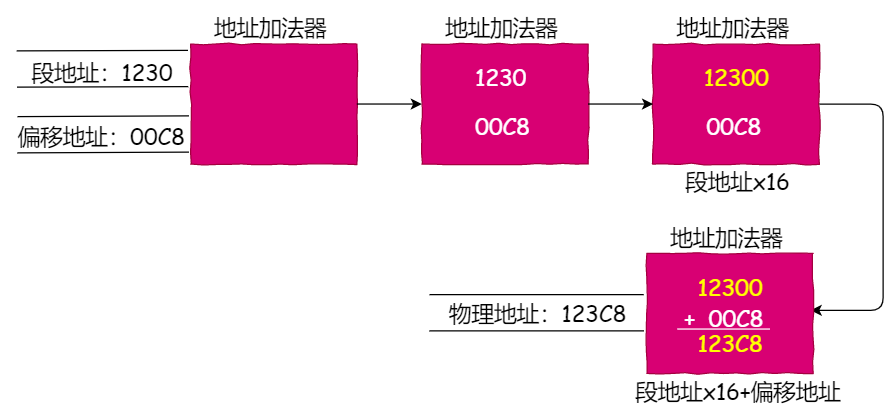 地址加法器
段地址：1230
偏移地址：00C8
地址加法器
1230
00C8
地址加法器
12300
00C8
段地址x16
地址加法器
12300
+ 00C8
123C8
段地址x16+偏移地址
物理地址：123C8